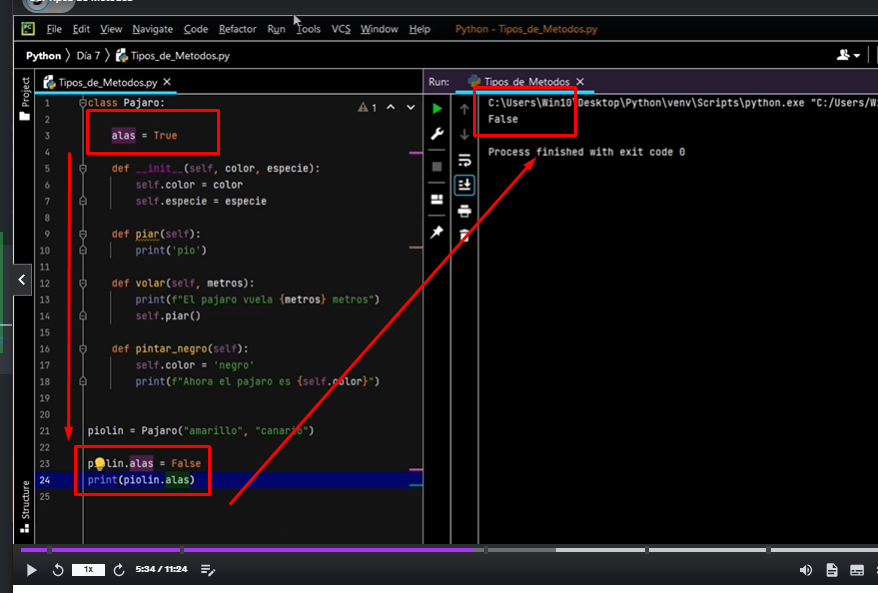 File Edit View Navigate Code Refactor Run Tools VCS Window Help Python - Tipos_de_Metodos.py
Python Día 7 Tipos_de_Metodos.py
Project
Structure
Tipos_de_Metodos.py
1 class Pajaro:
1
2
3 alas = True
4
5 def __init__(self, color, especie):
6 self.color = color
7 self.especie = especie
8
9 def piar(self):
10 print('pio')
11
12 def volar(self, metros):
13 print(f"El pajaro vuela {metros} metros")
14 self.piar()
15
16 def pintar_negro(self):
17 self.color = 'negro'
18 print(f"Ahora el pajaro es {self.color}")
19
20
21 piolin = Pajaro("amarillo", "canario")
22
23 piolin.alas = False
24 print(piolin.alas)
25
Run: Tipos_de_Metodos
C:\Users\Win10\Desktop\Python\venv\Scripts\python.exe "C:/Users/Wi
False
Process finished with exit code 0
1x 5:34 / 11:24